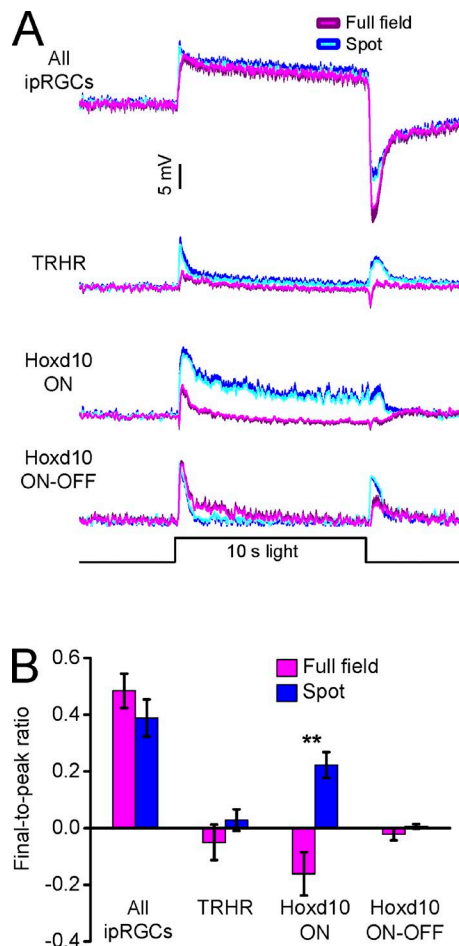 A
Full field
Spot
All
ipRGCs
5 mV
TRHR
Hoxd10
ON
Hoxd10
ON-OFF
10 s light
B
Full field
Spot
Final-to-peak ratio
0.6
0.4
0.2
0.0
-0.2
-0.4
**
All
ipRGCs
TRHR
Hoxd10
ON
Hoxd10
ON-OFF